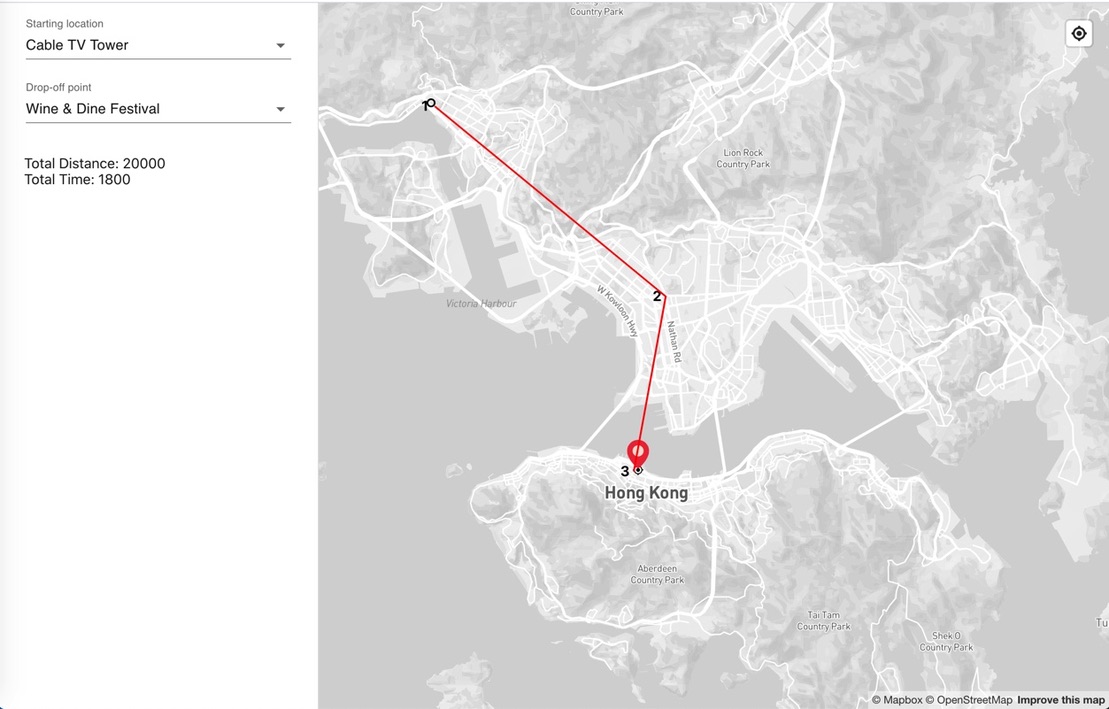 Starting location
Cable TV Tower
Drop-off point
Wine & Dine Festival
Total Distance: 20000
Total Time: 1800
Country Park
1
Lion Rock
Country Park
2
W Kowloon Hwy
Victoria Harbour
Nathan Rd
3
Hong Kong
Aberdeen
Country Park
Tai Tam
Country Park
Shek O
Country Park
Tu
© Mapbox © OpenStreetMap Improve this map